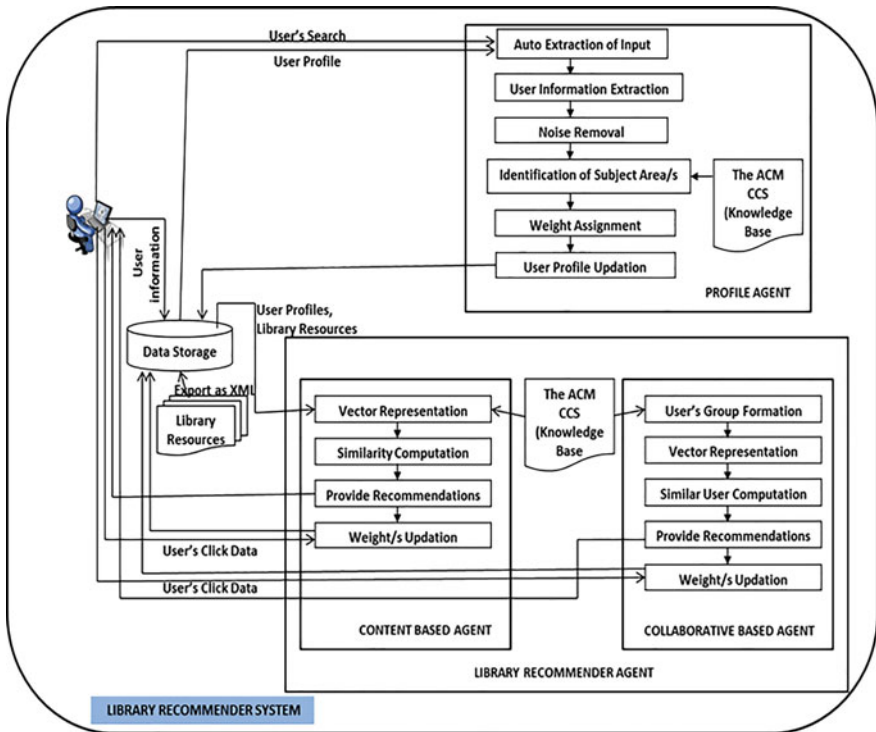 User's Search
User Profile
Auto Extraction of Input
User Information Extraction
Noise Removal
Identification of Subject Area/s
Weight Assignment
User Profile Updation
The ACM
CCS
(Knowledge
Base
PROFILE AGENT
User
information
Data Storage
User Profiles,
Library Resources
Export as XML
Library
Resources
Vector Representation
Similarity Computation
Provide Recommendations
Weight/s Updation
CONTENT BASED AGENT
The ACM
CCS
(Knowledge
Base
User's Group Formation
Vector Representation
Similar User Computation
Provide Recommendations
Weight/s Updation
COLLABORATIVE BASED AGENT
User's Click Data
User's Click Data
LIBRARY RECOMMENDER AGENT
LIBRARY RECOMMENDER SYSTEM